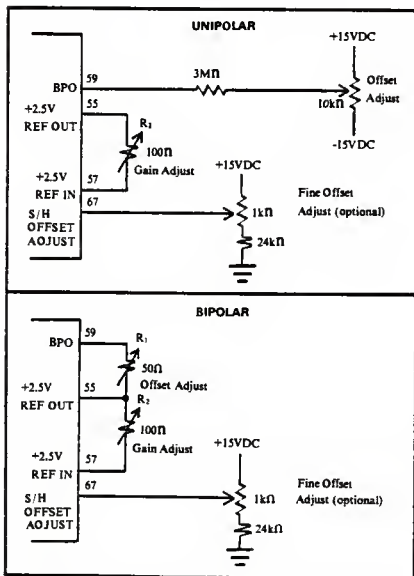 UNIPOLAR
+15VDC
59
3MΩ
BPO
Offset
Adjust
55
10kΩ
+2.5V
REF OUT
R₁
-15VDC
100Ω
+15VDC
Gain Adjust
+2.5V
57
REF IN
Fine Offset
Adjust (optional)
67
1kΩ
S/H
OFFSET
AOJUST
24kΩ
BIPOLAR
59
R₁
BPO
50Ω
Offset Adjust
+2.5V
55
REF OUT
R₂
100Ω
+2.5V
57
Gain Adjust
+15VDC
REF IN
67
Fine Offset
Adjust (optional)
S/H
OFFSET
AOJUST
1kΩ
24kΩ